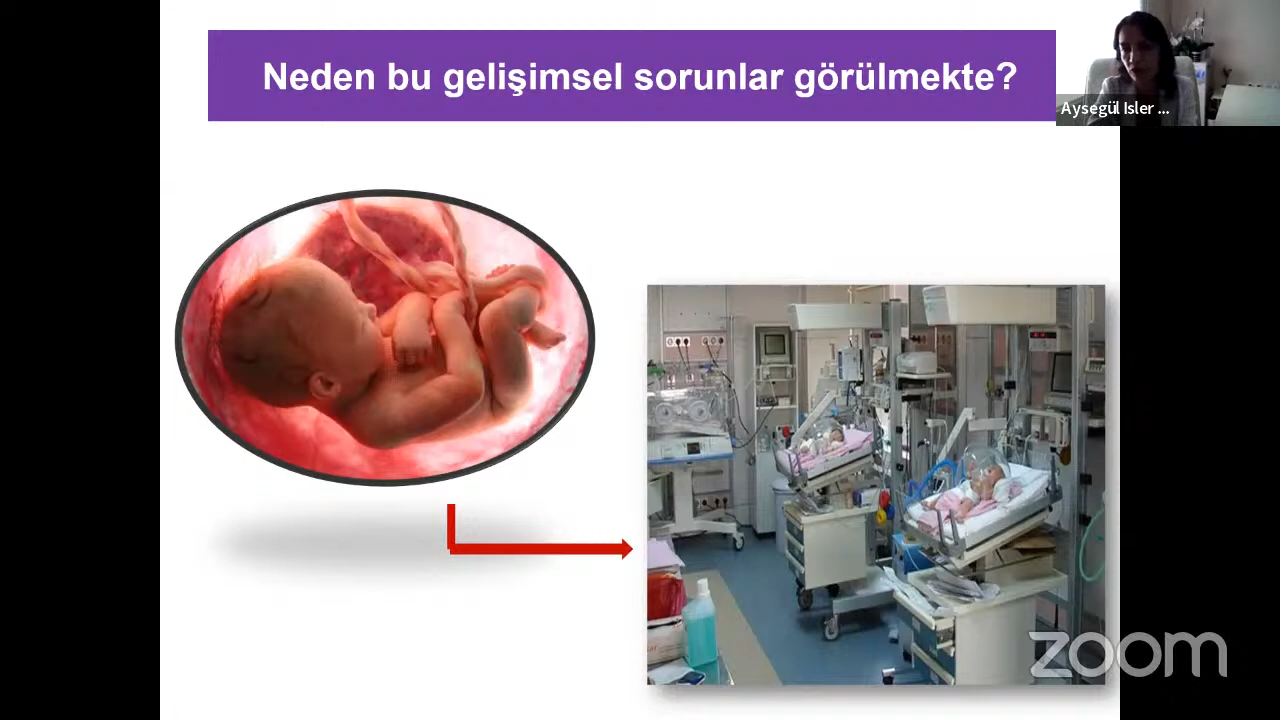 Neden bu gelişimsel sorunlar görülmekte?
Aysegül Isler ...
zoom